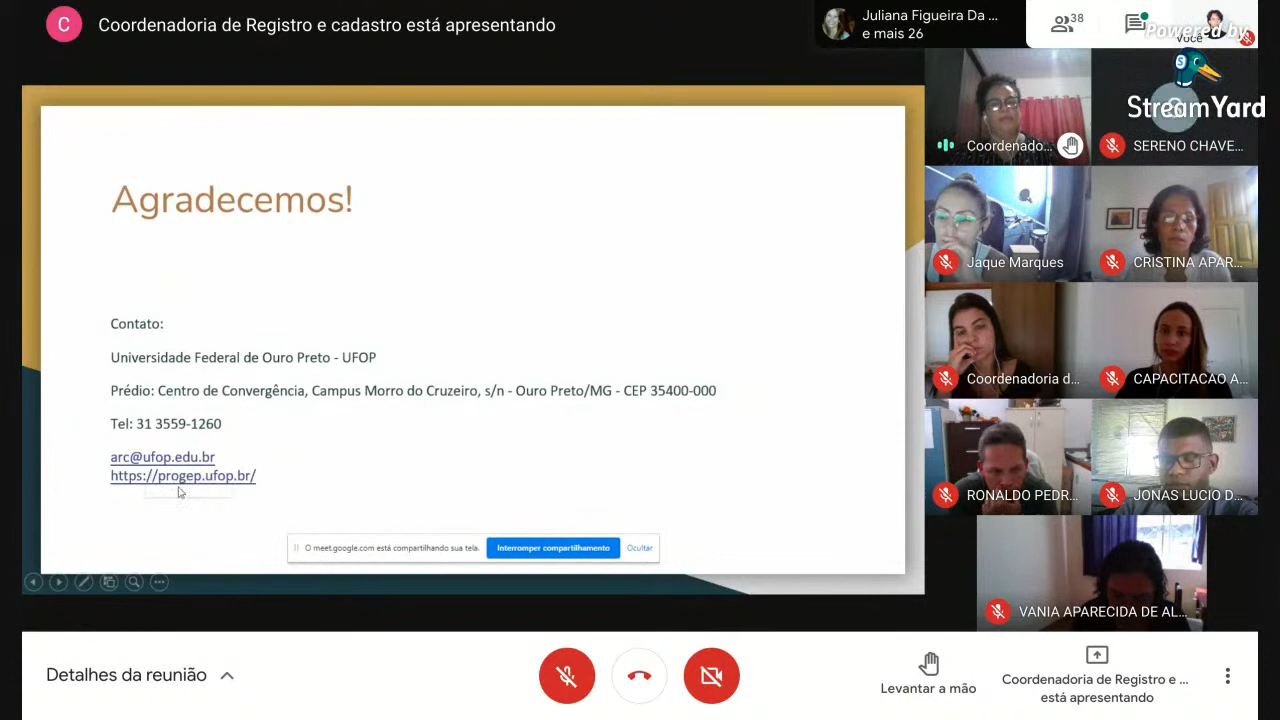 C
Coordenadoria de Registro e cadastro está apresentando
Juliana Figueira Da ...
e mais 26
38
Você
Powered by
StreamYard
Agradecemos!
Contato:
Universidade Federal de Ouro Preto - UFOP
Prédio: Centro de Convergência, Campus Morro do Cruzeiro, s/n - Ouro Preto/MG - CEP 35400-000
Tel: 31 3559-1260
arc@ufop.edu.br
https://progep.ufop.br/
O meet.google.com está compartilhando sua tela.
Interromper compartilhamento
Ocultar
Coordenado...
SERENO CHAVE...
Jaque Marques
CRISTINA APAR...
Coordenadoria d...
CAPACITACAO A...
RONALDO PEDR...
JONAS LUCIO D...
VANIA APARECIDA DE AL...
Detalhes da reunião
Levantar a mão
Coordenadoria de Registro e ...
está apresentando